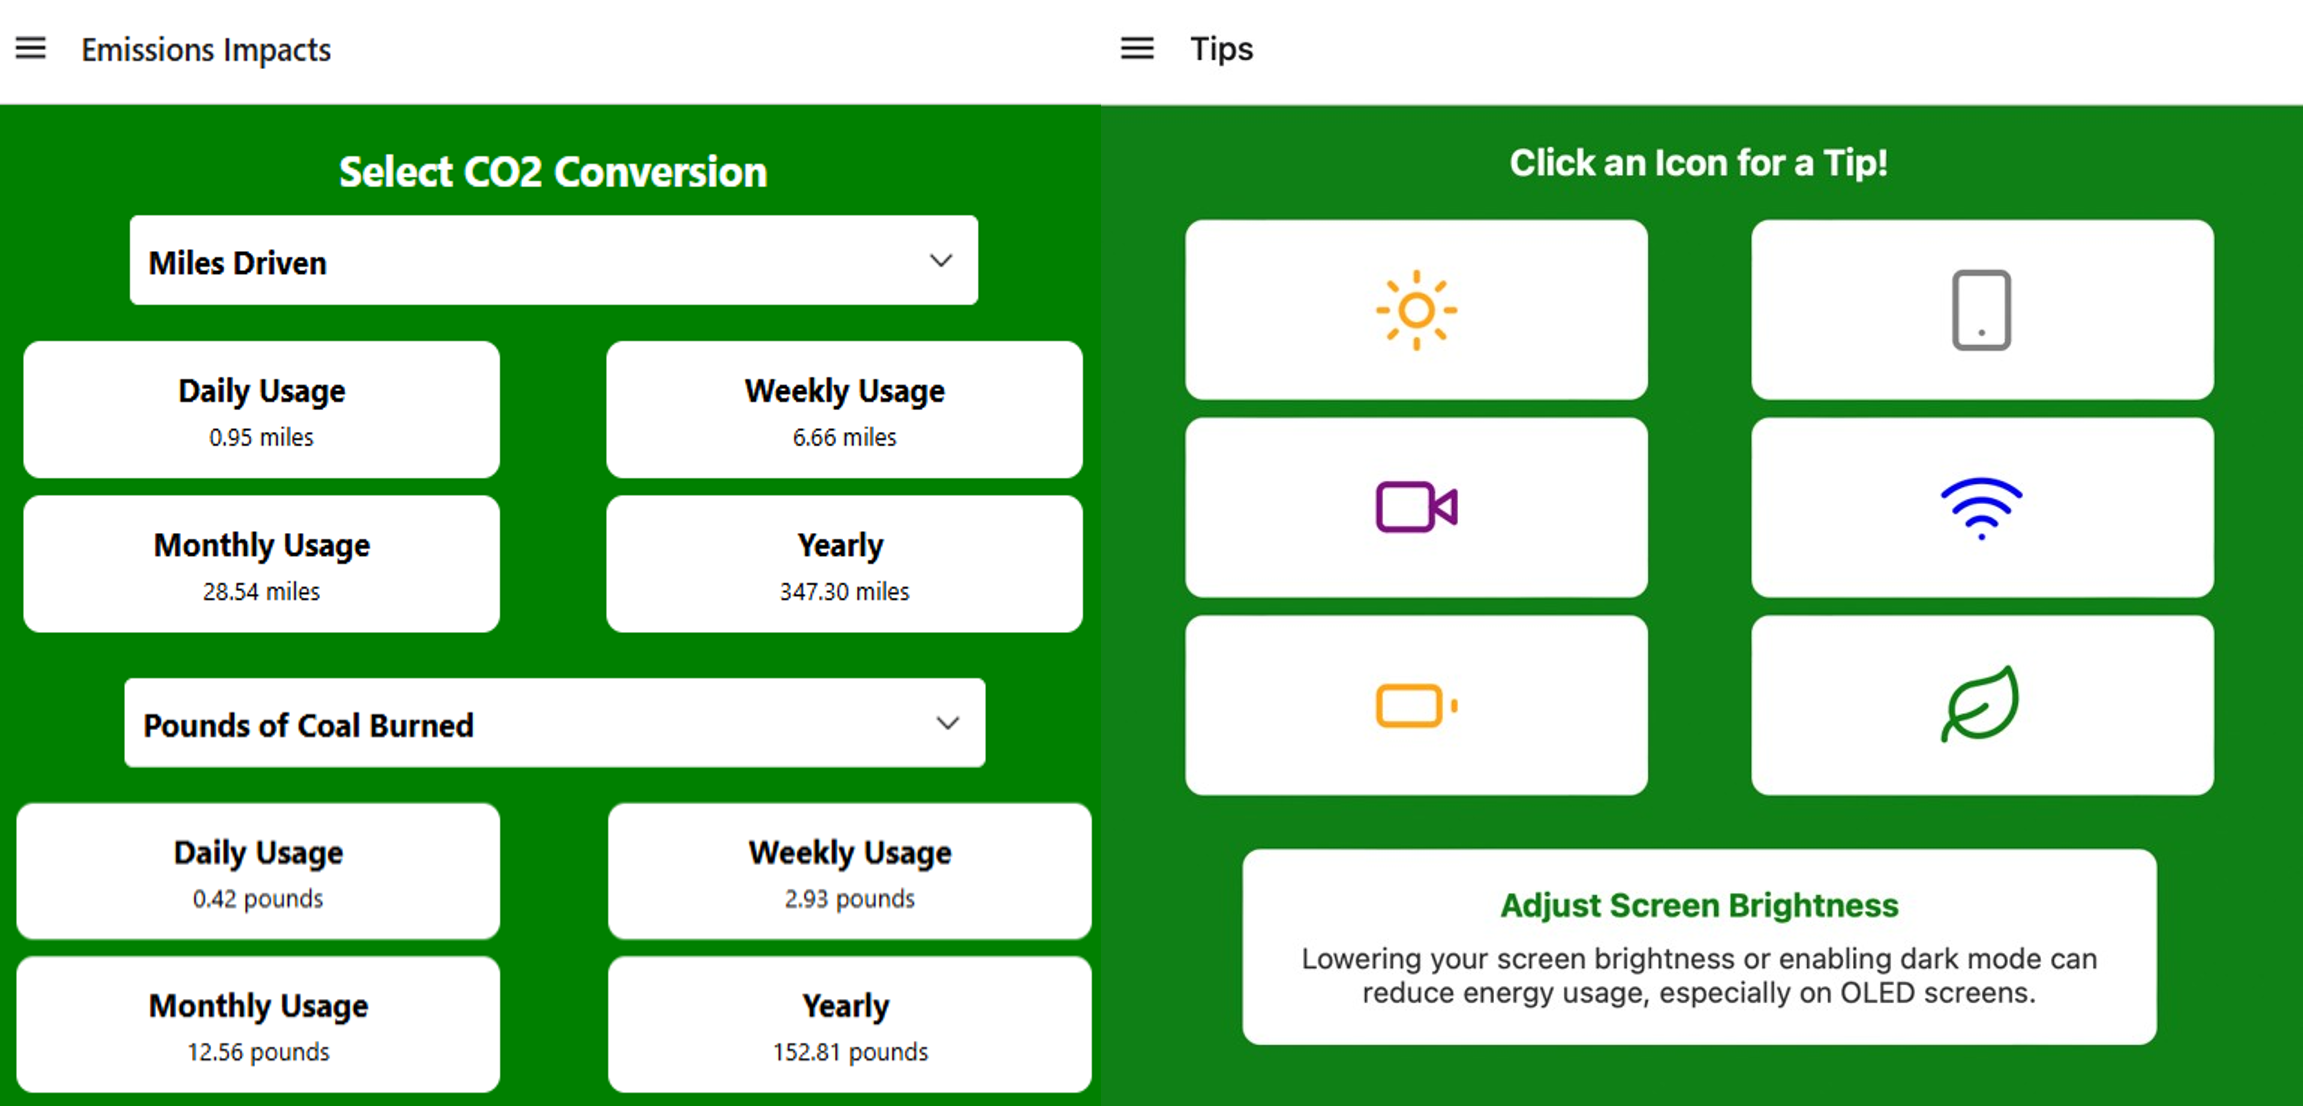 Emissions Impacts
Select CO2 Conversion
Miles Driven
Daily Usage
0.95 miles
Weekly Usage
6.66 miles
Monthly Usage
28.54 miles
Yearly
347.30 miles
Pounds of Coal Burned
Daily Usage
0.42 pounds
Weekly Usage
2.93 pounds
Monthly Usage
12.56 pounds
Yearly
152.81 pounds
Tips
Click an Icon for a Tip!
Adjust Screen Brightness
Lowering your screen brightness or enabling dark mode can
reduce energy usage, especially on OLED screens.